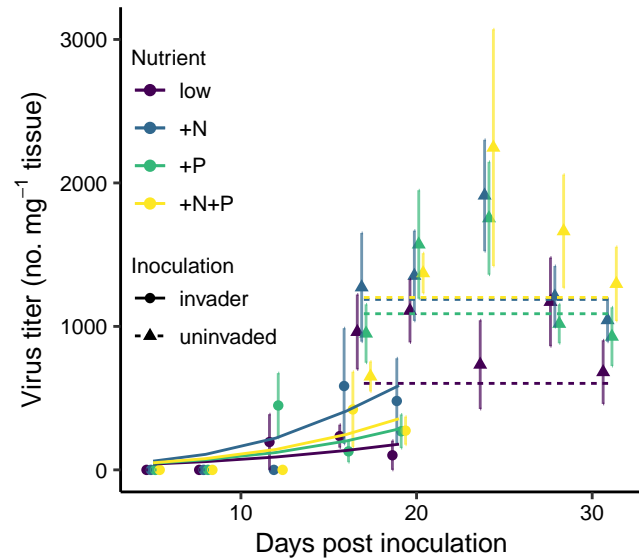 3000
2000
1000
0
Virus titer (no. mg⁻¹ tissue)
Nutrient
low
+N
+P
+N+P
Inoculation
invader
uninvaded
10 20 30
Days post inoculation